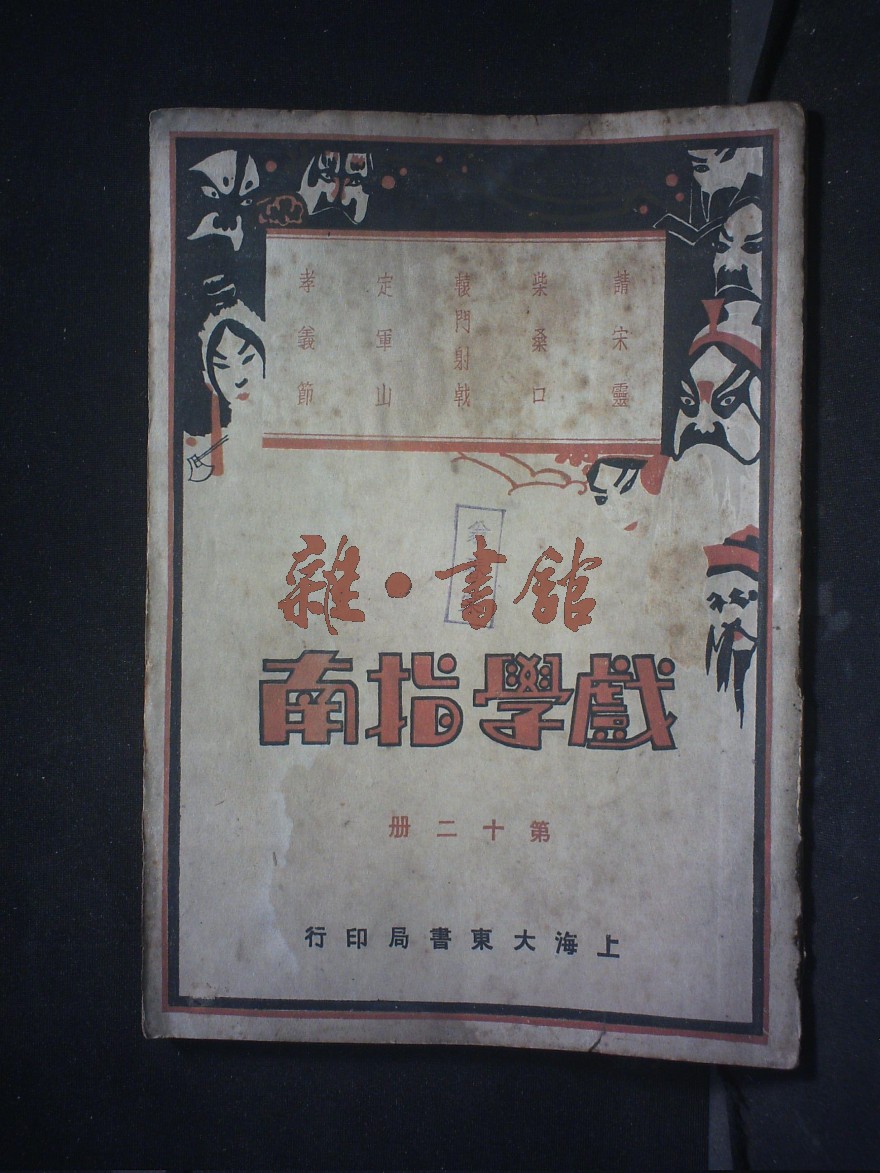 請宋靈
柴桑口
轅門射戟
定軍山
孝義節
雜·書館
戲學指南
第十二册
上海大東書局印行